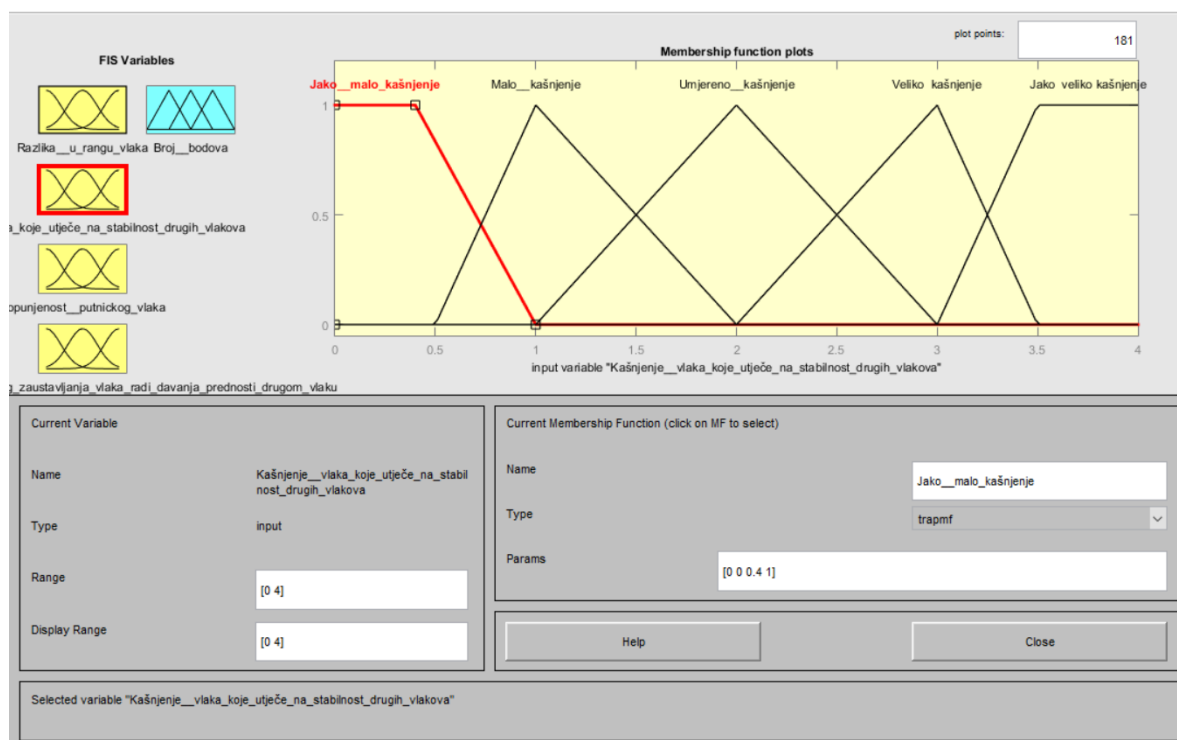 plot points:
181
FIS Variables
Membership function plots
Jako__malo_kašnjenje
Malo__kašnjenje
Umjereno__kašnjenje
Veliko kašnjenje
Jako veliko kašnjenje
Razlika__u_rangu_vlaka
Broj__bodova
a_koje_utječe_na_stabilnost_drugih_vlakova
opunjenost__putnickog_vlaka
g_zaustavljanja_vlaka_radi_davanja_prednosti_drugom_vlaku
1
0.5
0
0
0.5
1
1.5
2
2.5
3
3.5
4
input variable "Kašnjenje__vlaka_koje_utječe_na_stabilnost_drugih_vlakova"
Current Variable
Name
Kašnjenje__vlaka_koje_utječe_na_stabil
nost_drugih_vlakova
Type
input
Range
[0 4]
Display Range
[0 4]
Current Membership Function (click on MF to select)
Name
Jako__malo_kašnjenje
Type
trapmf
Params
[0 0 0.4 1]
Help
Close
Selected variable "Kašnjenje__vlaka_koje_utječe_na_stabilnost_drugih_vlakova"